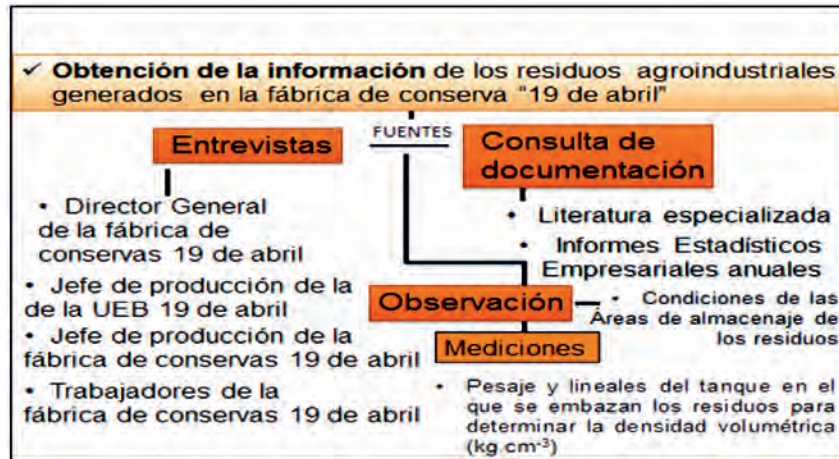 ✓ Obtención de la información de los residuos agroindustriales
generados en la fábrica de conserva "19 de abril"
FUENTES
Entrevistas
• Director General
de la fábrica de
conservas 19 de abril
• Jefe de producción de la
de la UEB 19 de abril
• Jefe de producción de la
fábrica de conservas 19 de abril
• Trabajadores de la
fábrica de conservas 19 de abril
Consulta de
documentación
• Literatura especializada
• Informes Estadísticos
Empresariales anuales
Observación
• Condiciones de las
Áreas de almacenaje de
los residuos
Mediciones
• Pesaje y lineales del tanque en el
que se embazan los residuos para
determinar la densidad volumétrica
(kg cm⁻³)